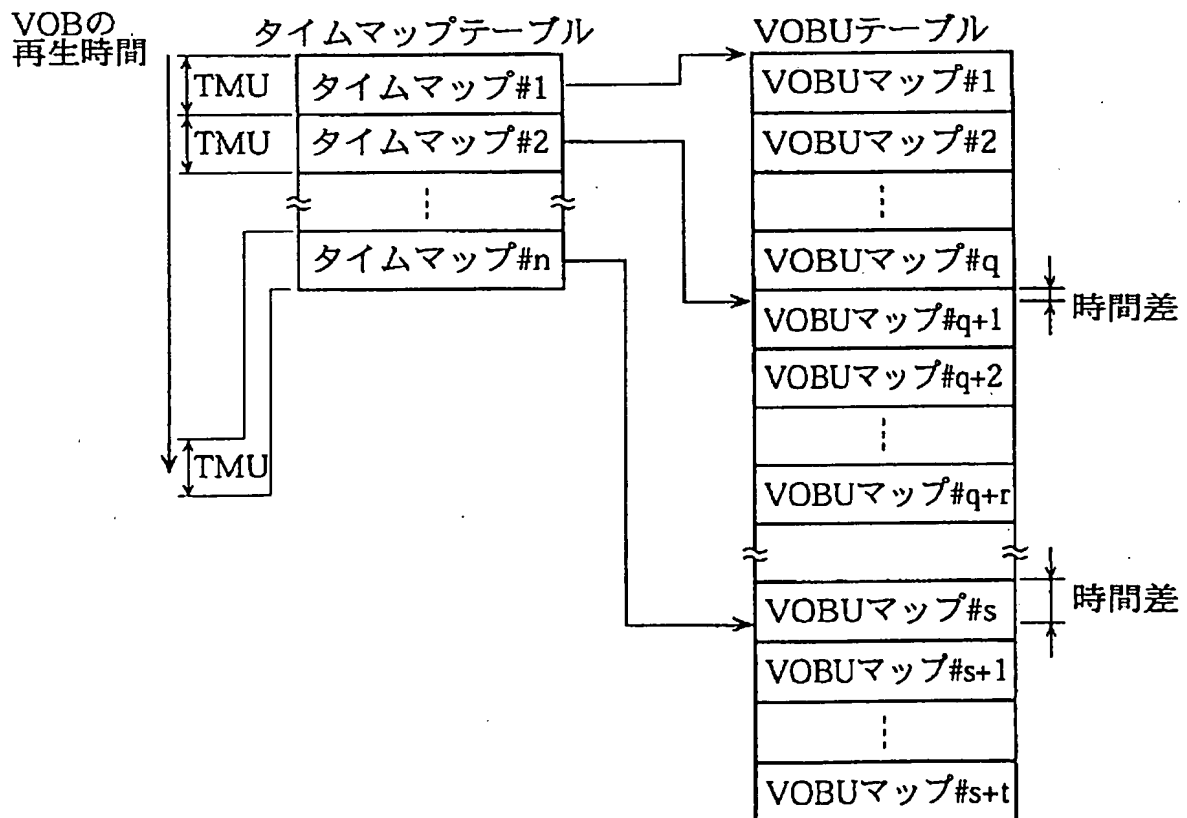 VOBの
再生時間
タイムマップテーブル
TMU
タイムマップ#1
TMU
タイムマップ#2
タイムマップ#n
TMU
VOBUテーブル
VOBUマップ#1
VOBUマップ#2
VOBUマップ#q
VOBUマップ#q+1
時間差
VOBUマップ#q+2
VOBUマップ#q+r
VOBUマップ#s
時間差
VOBUマップ#s+1
VOBUマップ#s+t